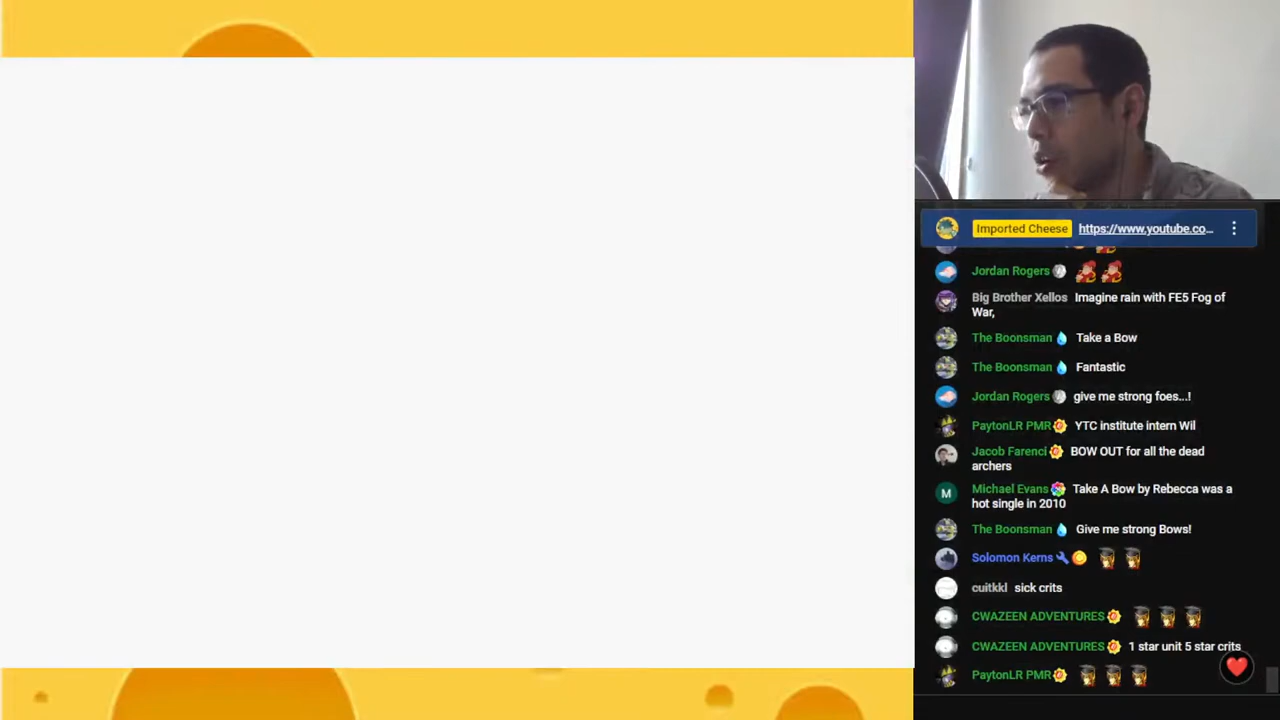 Imported Cheese https://www.youtube.co...
Jordan Rogers
Big Brother Xellos Imagine rain with FE5 Fog of
War,
The Boonsman Take a Bow
The Boonsman Fantastic
Jordan Rogers give me strong foes...!
PaytonLR PMR YTC institute intern Wil
Jacob Farenci BOW OUT for all the dead
archers
M Michael Evans Take A Bow by Rebecca was a
hot single in 2010
The Boonsman Give me strong Bows!
Solomon Kerns
cuitkkl sick crits
CWAZEEN ADVENTURES
CWAZEEN ADVENTURES 1 star unit 5 star crits
PaytonLR PMR